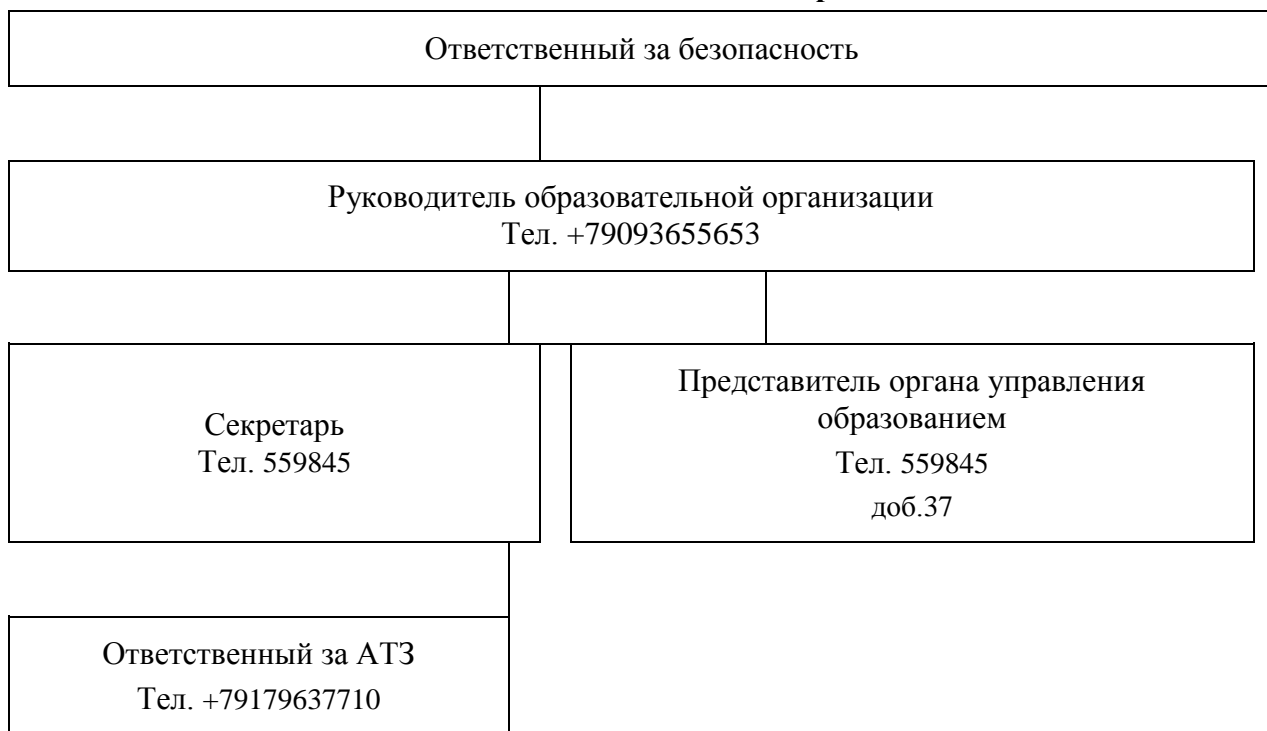 Ответственный за безопасность
Руководитель образовательной организации
Тел. +79093655653
Секретарь
Тел. 559845
Представитель органа управления
образованием
Тел. 559845
доб.37
Ответственный за АТЗ
Тел. +79179637710